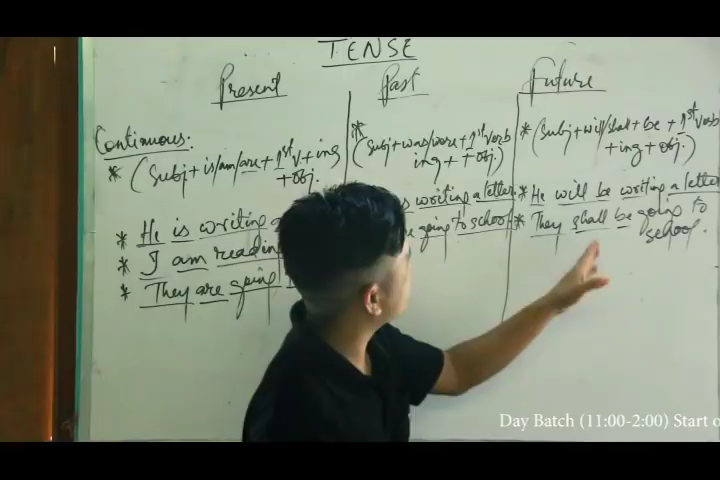 TENSE
Present Past Future
Continuous:
* (Subj + is/am/are + 1st v + ing
+ obj.
* (Subj + was/were + 1st verb
ing + + obj.)
* (Subj + will/shall + be + 1st verb
+ ing + obj.)
* He is writing
* I am reading
* They are going
writing a letter.
going to school
* He will be writing a letter
* They shall be going to
school.
Day Batch (11:00-2:00) Start